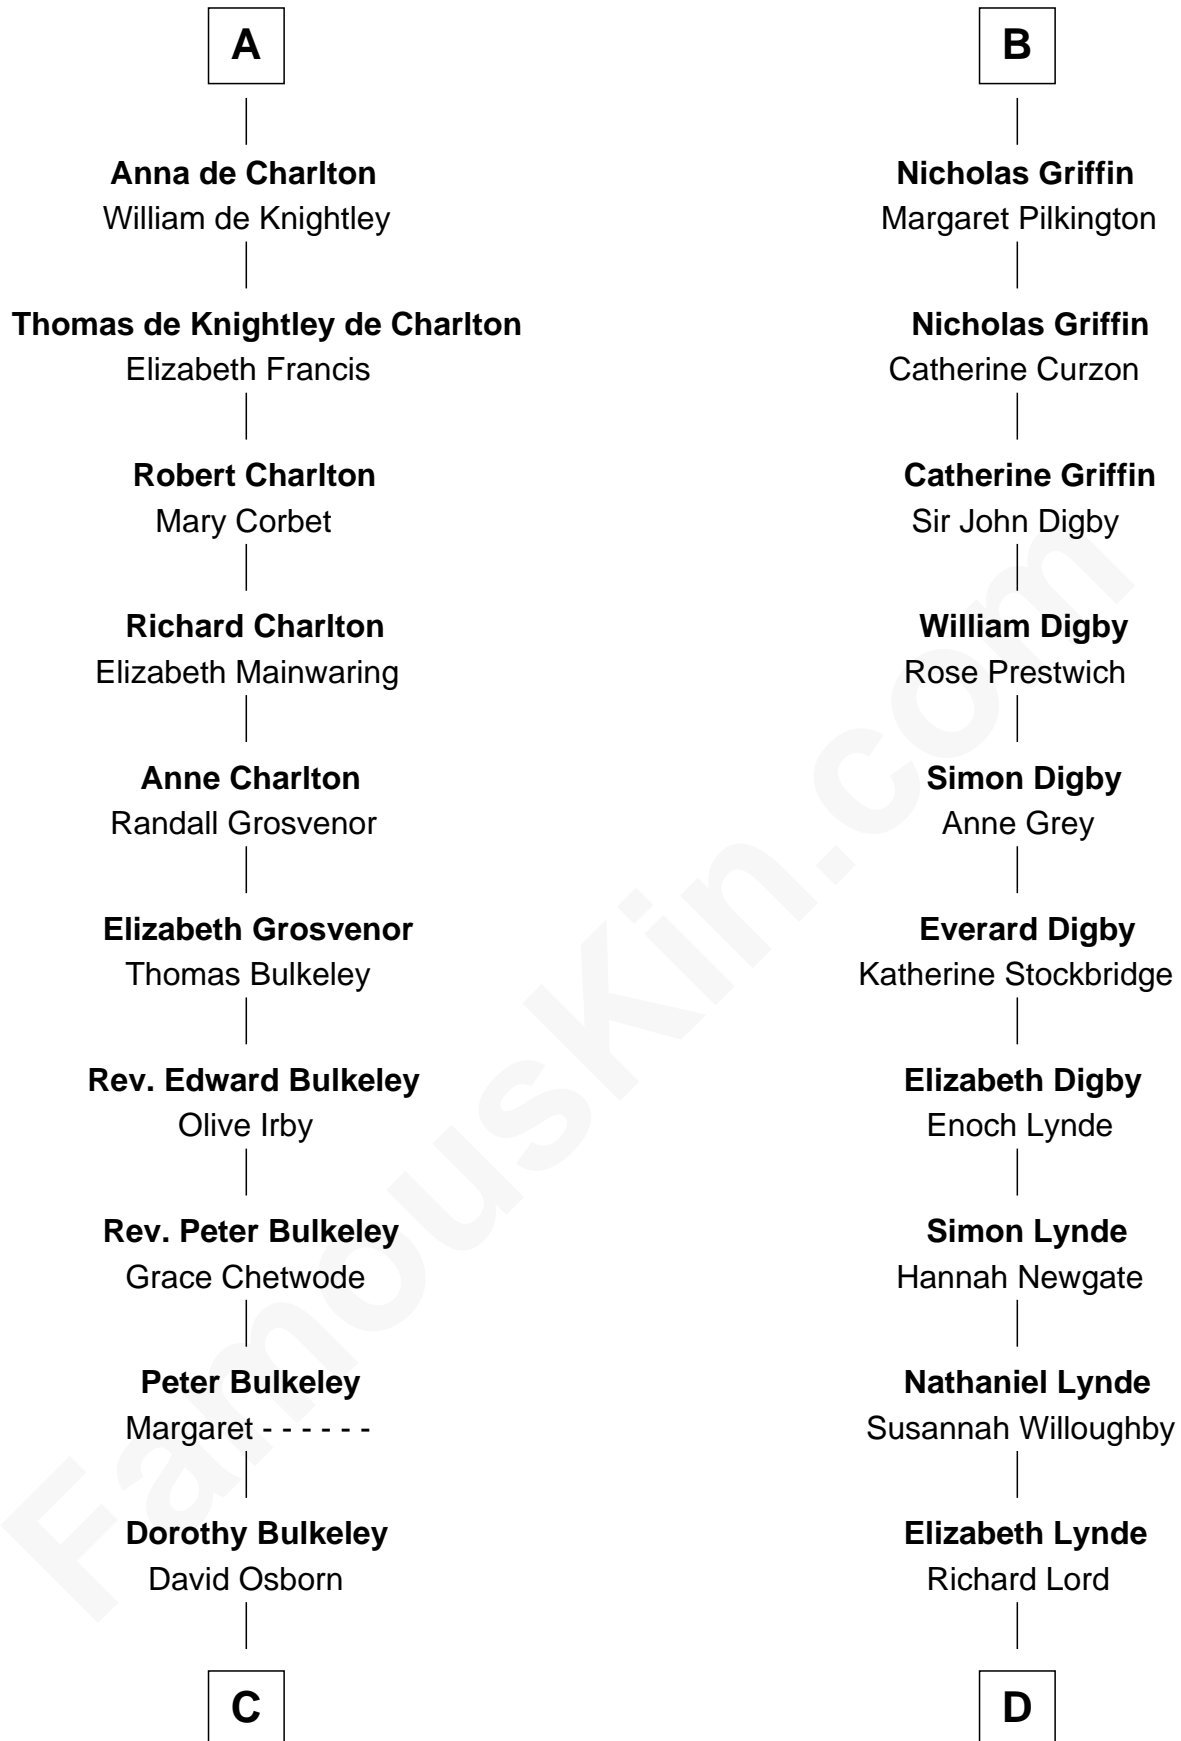 A
Anna de Charlton
William de Knightley
Thomas de Knightley de Charlton
Elizabeth Francis
Robert Charlton
Mary Corbet
Richard Charlton
Elizabeth Mainwaring
Anne Charlton
Randall Grosvenor
Elizabeth Grosvenor
Thomas Bulkeley
Rev. Edward Bulkeley
Olive Irby
Rev. Peter Bulkeley
Grace Chetwode
Peter Bulkeley
Margaret - - - - - -
Dorothy Bulkeley
David Osborn
C
B
Nicholas Griffin
Margaret Pilkington
Nicholas Griffin
Catherine Curzon
Catherine Griffin
Sir John Digby
William Digby
Rose Prestwich
Simon Digby
Anne Grey
Everard Digby
Katherine Stockbridge
Elizabeth Digby
Enoch Lynde
Simon Lynde
Hannah Newgate
Nathaniel Lynde
Susannah Willoughby
Elizabeth Lynde
Richard Lord
D
FamousKin.com